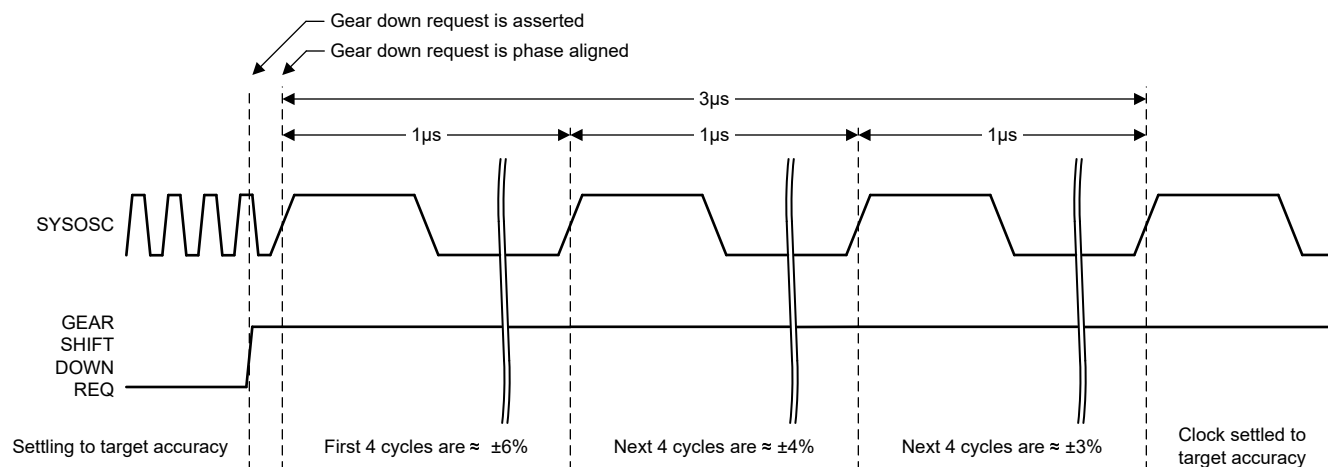 Gear down request is asserted
Gear down request is phase aligned
3µs
1µs
1µs
1µs
SYSOSC
GEAR
SHIFT
DOWN
REQ
Settling to target accuracy
First 4 cycles are ≈ ±6%
Next 4 cycles are ≈ ±4%
Next 4 cycles are ≈ ±3%
Clock settled to
target accuracy